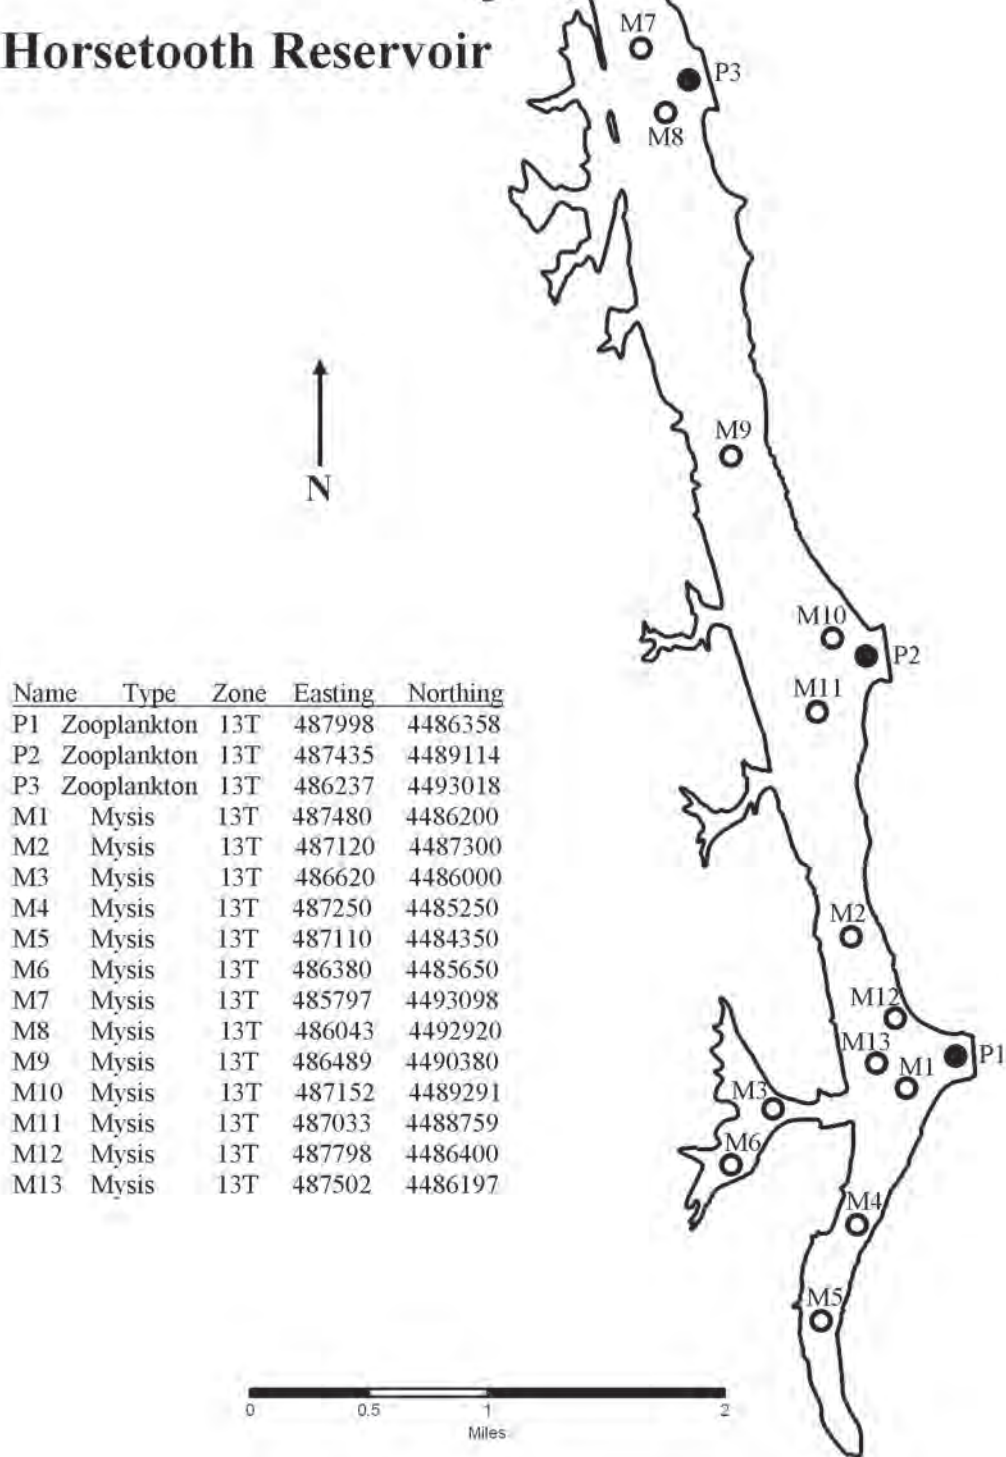 Horsetooth Reservoir
M7
P3
M8
M9
N
M10
P2
M11
Name Type Zone Easting Northing
P1 Zooplankton 13T 487998 4486358
P2 Zooplankton 13T 487435 4489114
P3 Zooplankton 13T 486237 4493018
M1 Mysis 13T 487480 4486200
M2 Mysis 13T 487120 4487300
M3 Mysis 13T 486620 4486000
M4 Mysis 13T 487250 4485250
M5 Mysis 13T 487110 4484350
M6 Mysis 13T 486380 4485650
M7 Mysis 13T 485797 4493098
M8 Mysis 13T 486043 4492920
M9 Mysis 13T 486489 4490380
M10 Mysis 13T 487152 4489291
M11 Mysis 13T 487033 4488759
M12 Mysis 13T 487798 4486400
M13 Mysis 13T 487502 4486197
M2
M12
M13
P1
M1
M3
M6
M4
M5
0 0.5 1 2
Miles